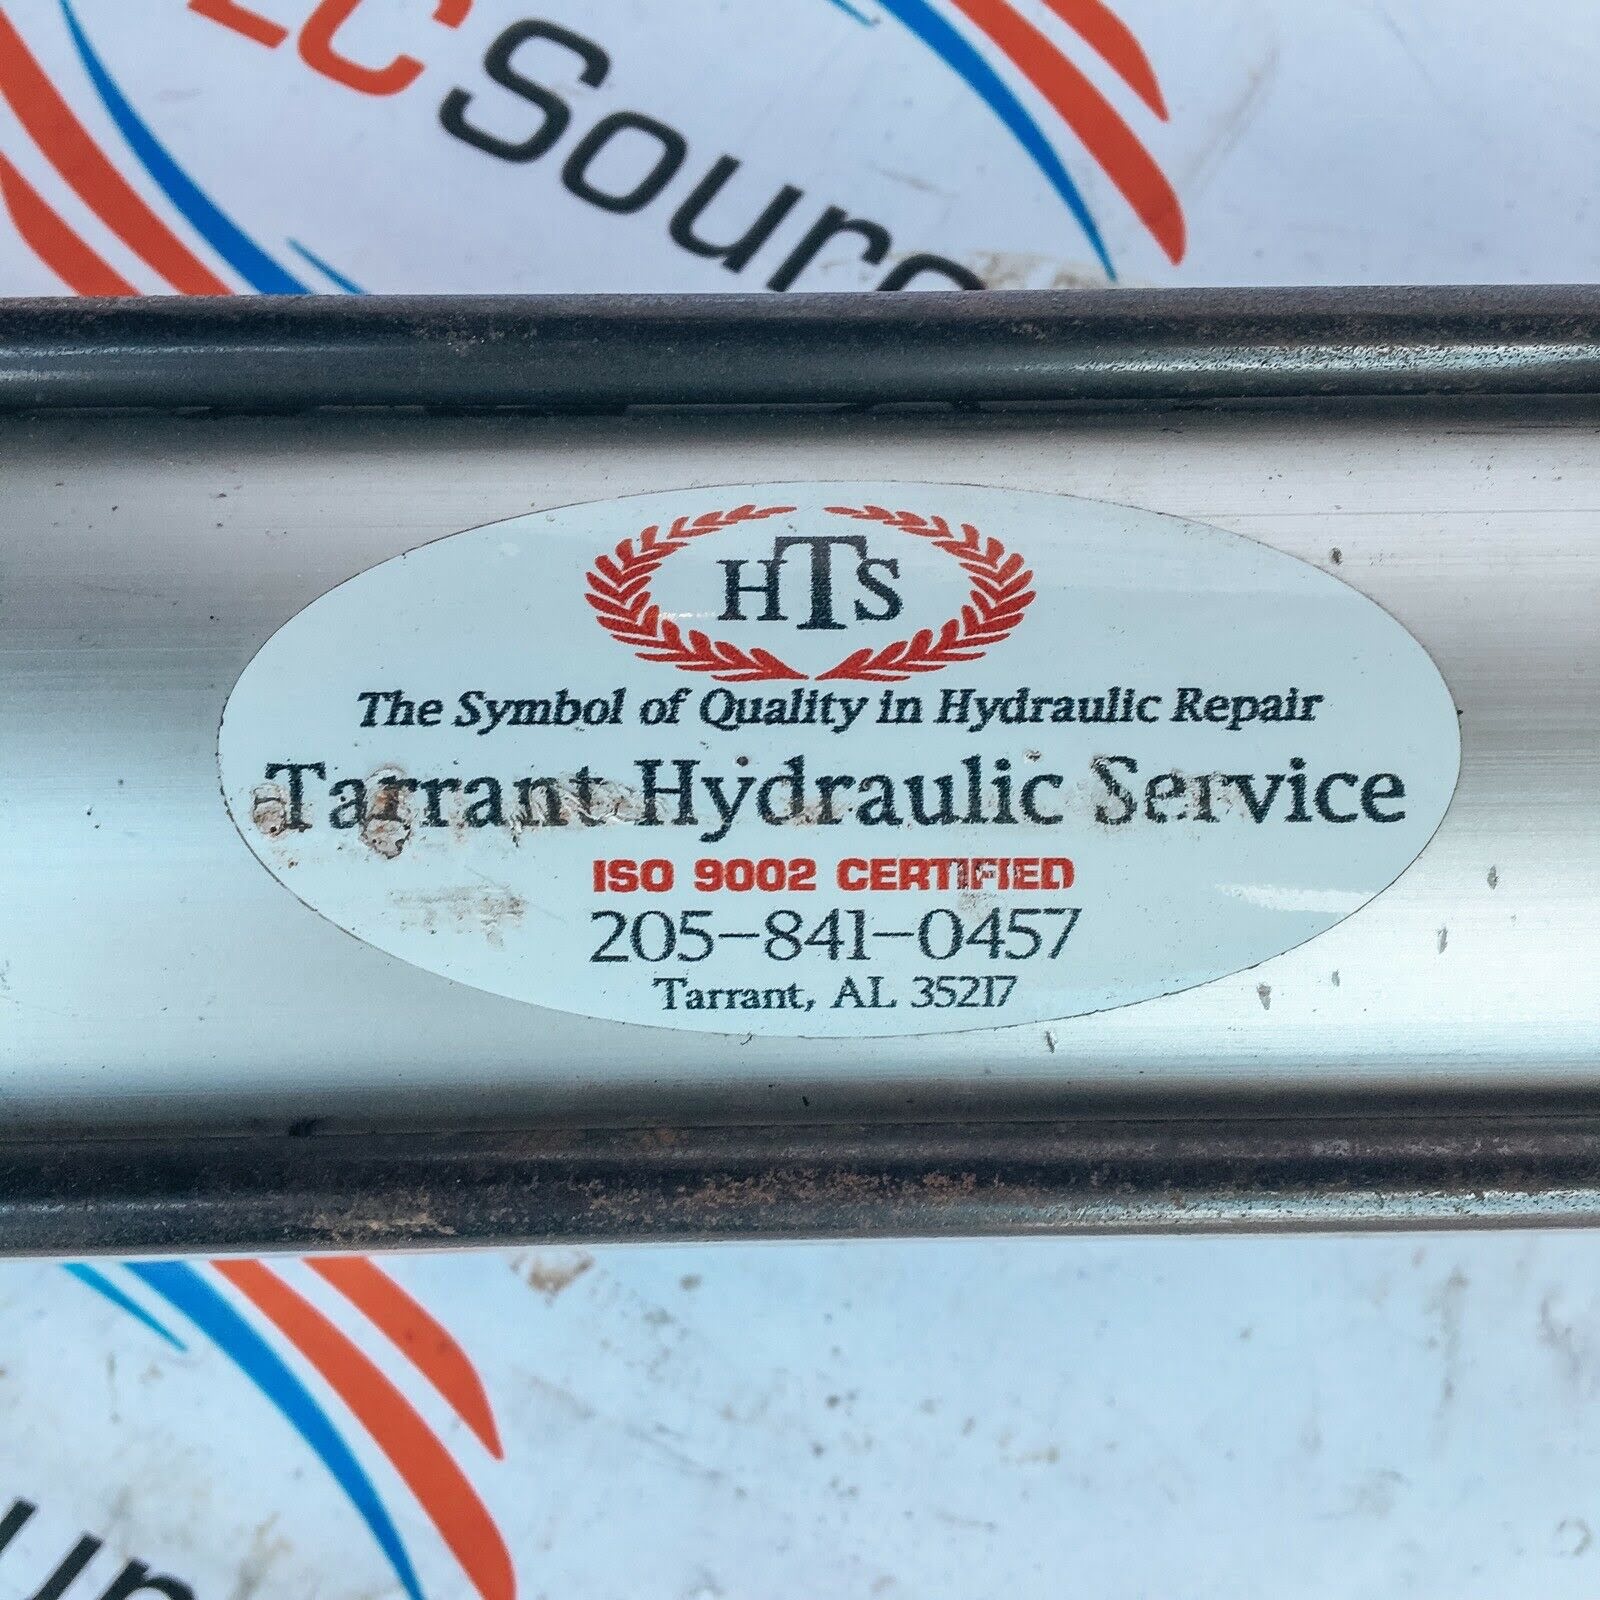 CSource
HTS
The Symbol of Quality in Hydraulic Repair
Tarrant Hydraulic Service
ISO 9002 CERTIFIED
205-841-0457
Tarrant, AL 35217